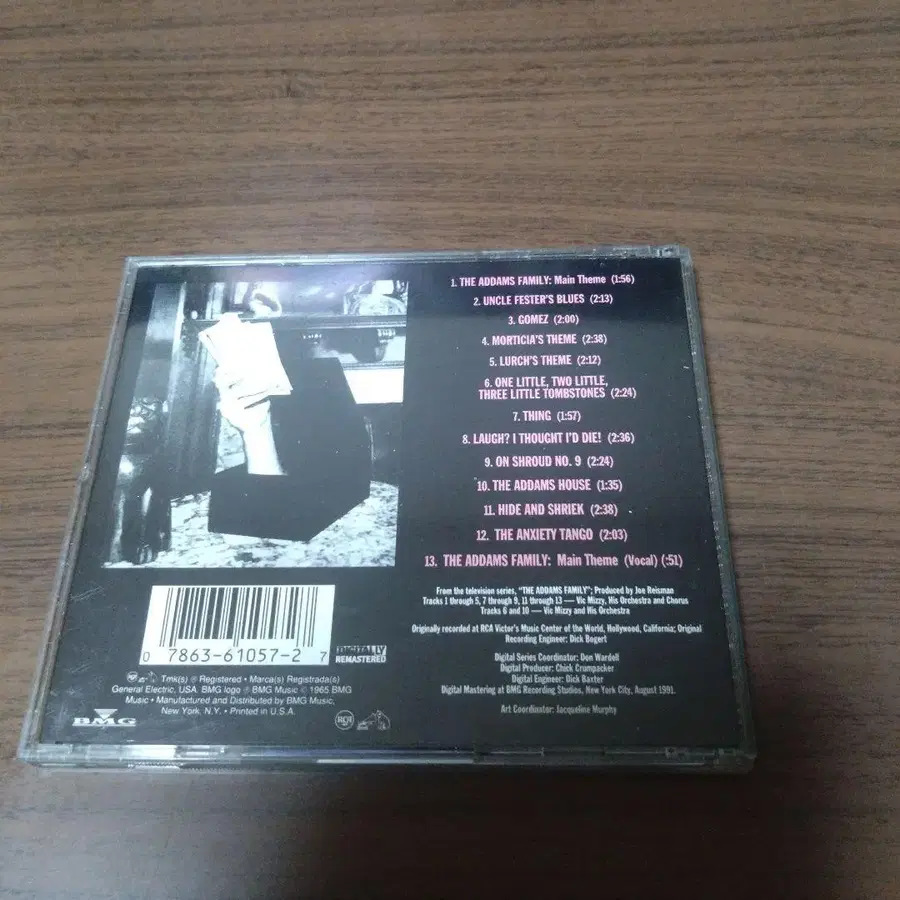 1. THE ADDAMS FAMILY: Main Theme (1:56)
2. UNCLE FESTER'S BLUES (2:13)
3. GOMEZ (2:00)
4. MORTICIA'S THEME (2:38)
5. LURCH'S THEME (2:12)
6. ONE LITTLE, TWO LITTLE,
THREE LITTLE TOMBSTONES (2:24)
7. THING (1:57)
8. LAUGH? I THOUGHT I'D DIE! (2:36)
9. ON SHROUD NO. 9 (2:24)
10. THE ADDAMS HOUSE (1:35)
11. HIDE AND SHRIEK (2:38)
12. THE ANXIETY TANGO (2:03)
13. THE ADDAMS FAMILY: Main Theme (Vocal) (:51)
From the television series, "THE ADDAMS FAMILY"; Produced by Joe Reisman
Tracks 1 through 5, 7 through 9, 11 through 13 — Vic Mizzy, His Orchestra and Chorus
Tracks 6 and 10 — Vic Mizzy and His Orchestra
Originally recorded at RCA Victor's Music Center of the World, Hollywood, California; Original
Recording Engineer: Dick Bogert
Digital Series Coordinator: Don Wardell
Digital Producer: Chick Crumpacker
Digital Engineer: Dick Baxter
Digital Mastering at BMG Recording Studios, New York City, August 1991.
Art Coordinator: Jacqueline Murphy
0 7863-61057-2 7
DIGITALLY
REMASTERED
Tmk(s) ® Registered • Marca(s) Registrada(s)
General Electric, USA. BMG logo ® BMG Music © 1965 BMG
Music • Manufactured and Distributed by BMG Music,
New York, N.Y. • Printed in U.S.A.
BMG
RCA